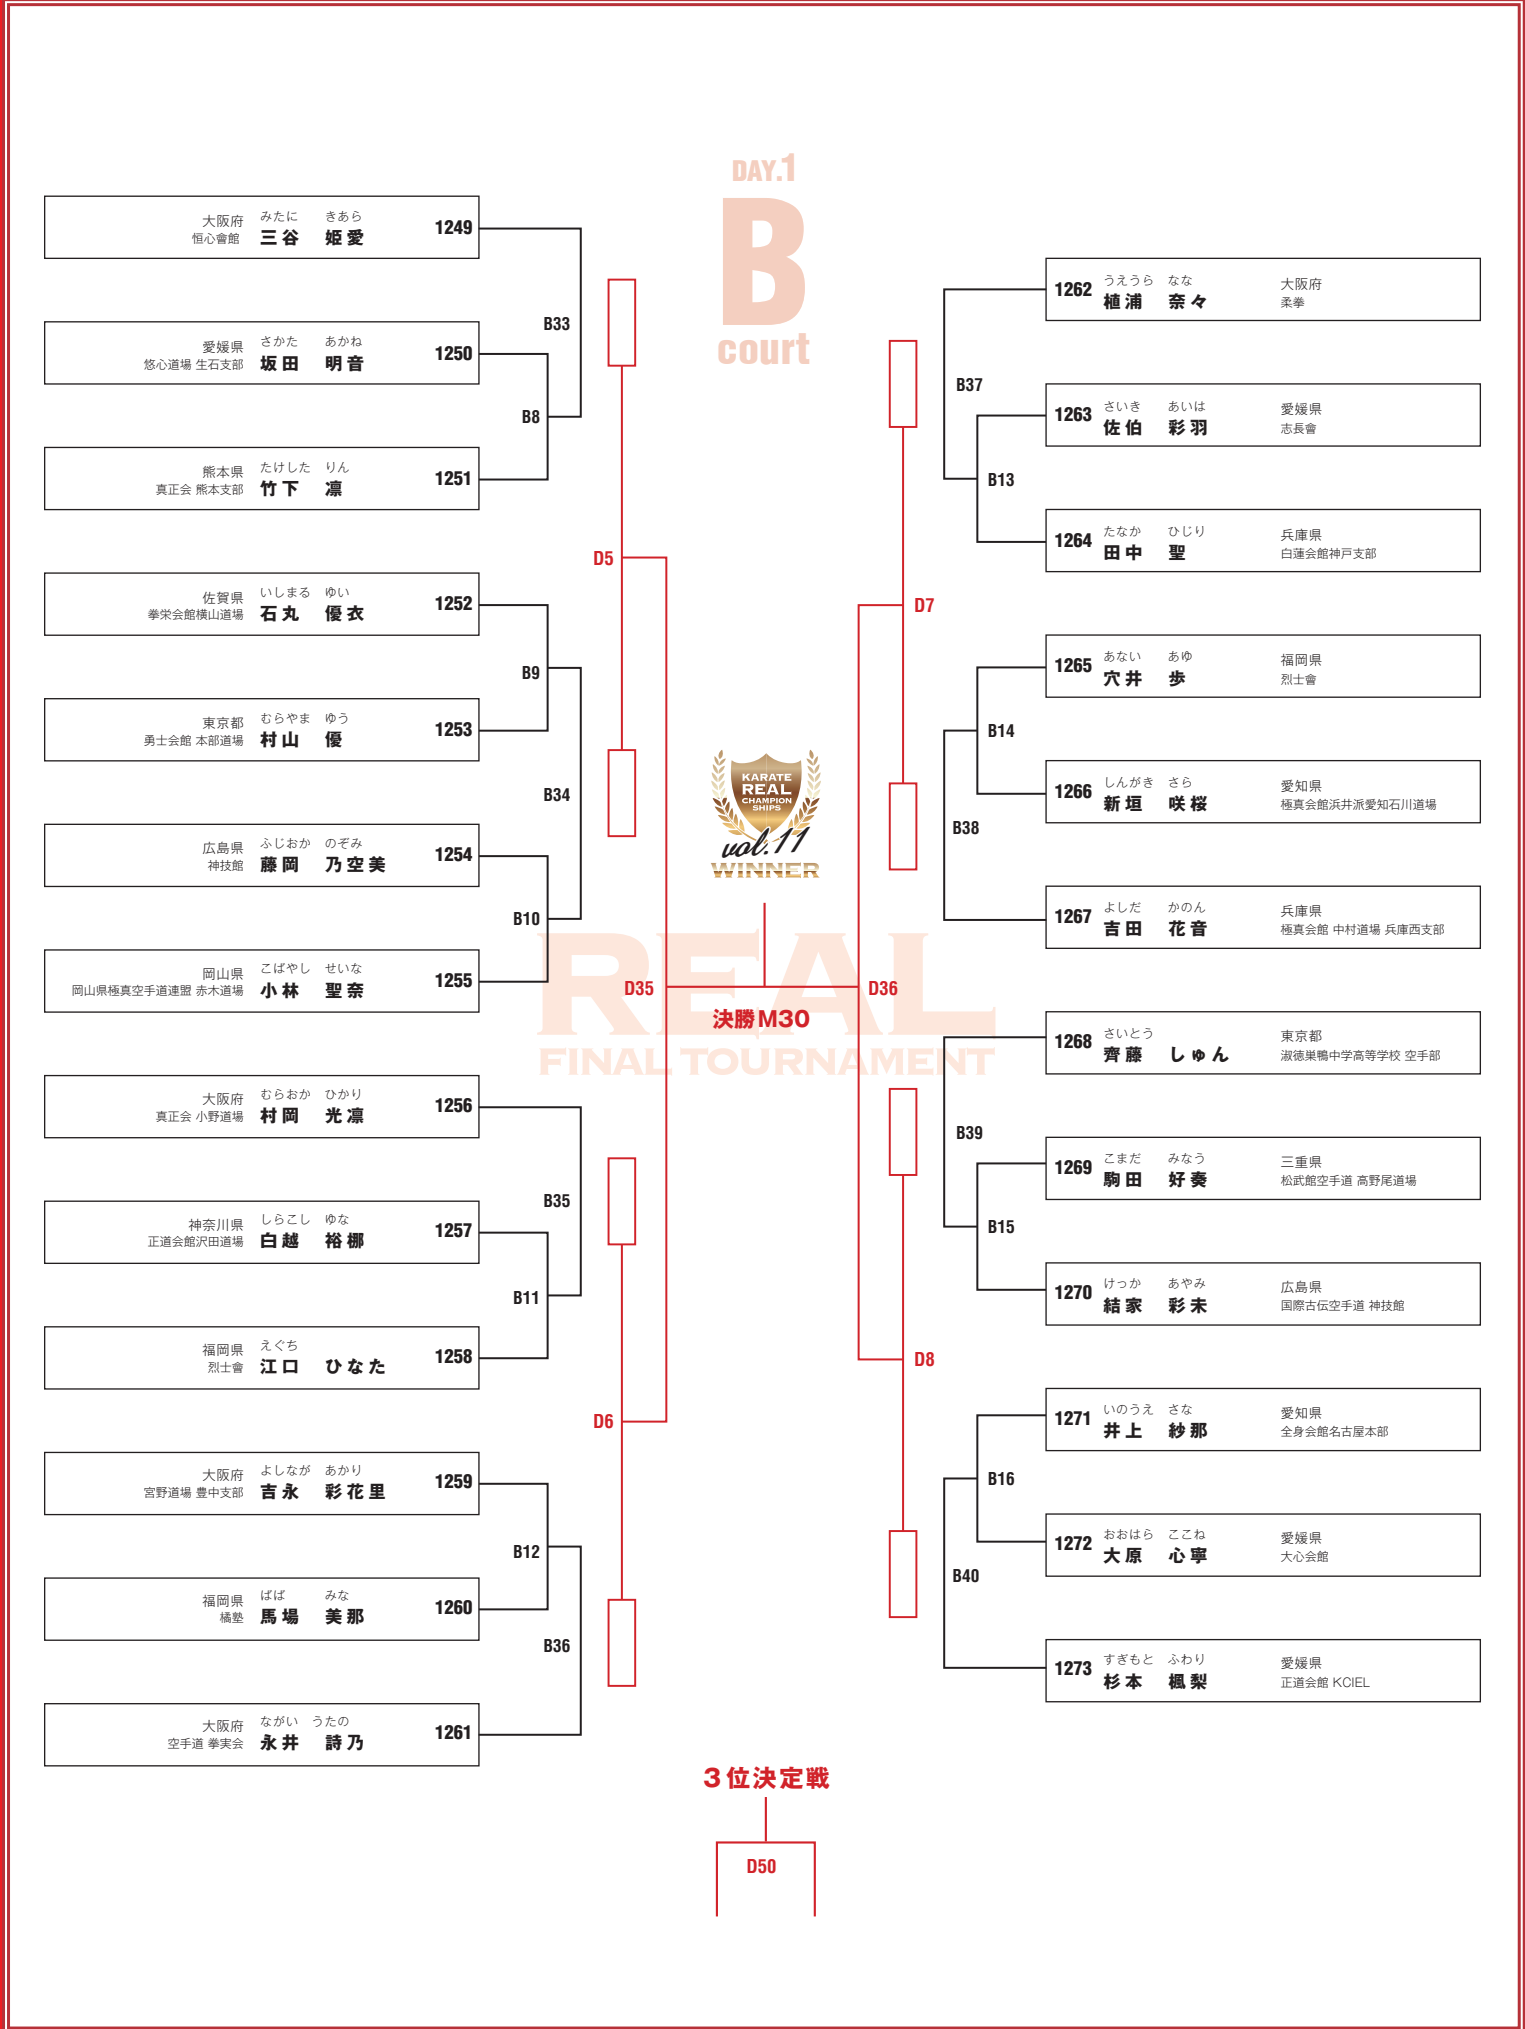 DAY.1
B
court
大阪府 みたに きあら
恒心會館 三谷 姫愛 1249
愛媛県 さかた あかね
悠心道場 生石支部 坂田 明音 1250
熊本県 たけした りん
真正会 熊本支部 竹下 凛 1251
佐賀県 いしまる ゆい
拳栄会館横山道場 石丸 優衣 1252
東京都 むらやま ゆう
勇士会館 本部道場 村山 優 1253
広島県 ふじおか のぞみ
神技館 藤岡 乃空美 1254
岡山県 こばやし せいな
岡山県極真空手道連盟 赤木道場 小林 聖奈 1255
大阪府 むらおか ひかり
真正会 小野道場 村岡 光凛 1256
神奈川県 しらこし ゆな
正道会館沢田道場 白越 裕梛 1257
福岡県 えぐち
烈士會 江口 ひなた 1258
大阪府 よしなが あかり
宮野道場 豊中支部 吉永 彩花里 1259
福岡県 ばば みな
橘塾 馬場 美那 1260
大阪府 ながい うたの
空手道 拳実会 永井 詩乃 1261
B33
B8
B9
B34
B10
B35
B11
B12
B36
D5
D6
D35
KARATE
REAL
CHAMPION
SHIPS
vol.11
WINNER
REAL
FINAL TOURNAMENT
決勝M30
D36
D7
D8
B37
B13
B14
B38
B39
B15
B16
B40
うえうら なな 大阪府
1262 植浦 奈々 柔拳
さいき あいは 愛媛県
1263 佐伯 彩羽 志長會
たなか ひじり 兵庫県
1264 田中 聖 白蓮会館神戸支部
あない あゆ 福岡県
1265 穴井 歩 烈士會
しんがき さら 愛知県
1266 新垣 咲桜 極真会館浜井派愛知石川道場
よしだ かのん 兵庫県
1267 吉田 花音 極真会館 中村道場 兵庫西支部
さいとう 東京都
1268 齊藤 しゅん 淑徳巣鴨中学高等学校 空手部
こまだ みなう 三重県
1269 駒田 好奏 松武館空手道 高野尾道場
けっか あやみ 広島県
1270 結家 彩未 国際古伝空手道 神技館
いのうえ さな 愛知県
1271 井上 紗那 全身会館名古屋本部
おおはら ここね 愛媛県
1272 大原 心寧 大心会館
すぎもと ふわり 愛媛県
1273 杉本 楓梨 正道会館 KCIEL
3位決定戦
D50